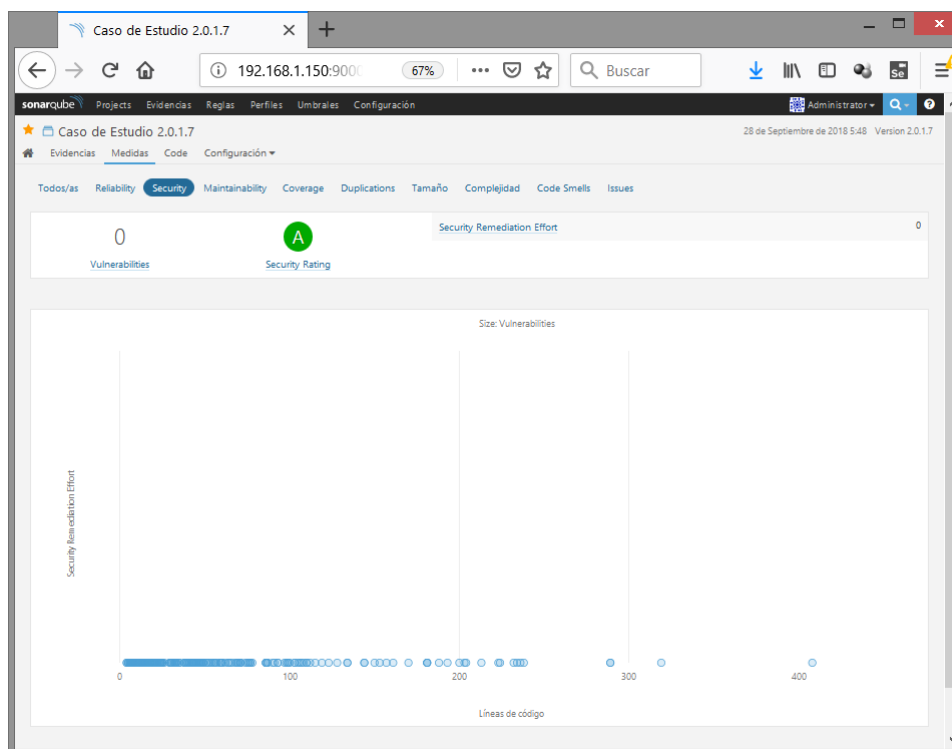 Caso de Estudio 2.0.1.7
192.168.1.150:9000
67%
Buscar
Se
sonarqube Projects Evidencias Reglas Perfiles Umbrales Configuración Administrator
Caso de Estudio 2.0.1.7
28 de Septiembre de 2018 5:48 Version 2.0.1.7
Evidencias Medidas Code Configuración
Todos/as Reliability Security Maintainability Coverage Duplications Tamaño Complejidad Code Smells Issues
0
Vulnerabilities
A
Security Rating
Security Remediation Effort 0
Size: Vulnerabilities
Security Remediation Effort
0 100 200 300 400
Líneas de código